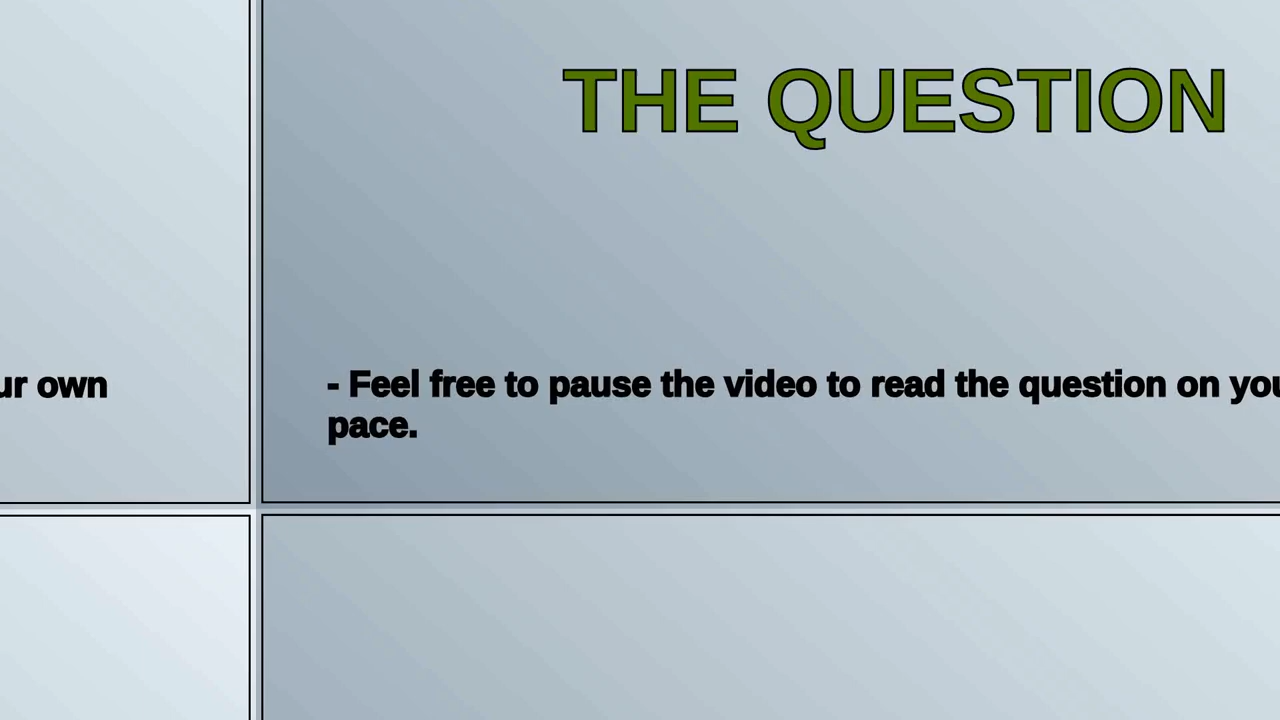 THE QUESTION
ur own
- Feel free to pause the video to read the question on you
pace.